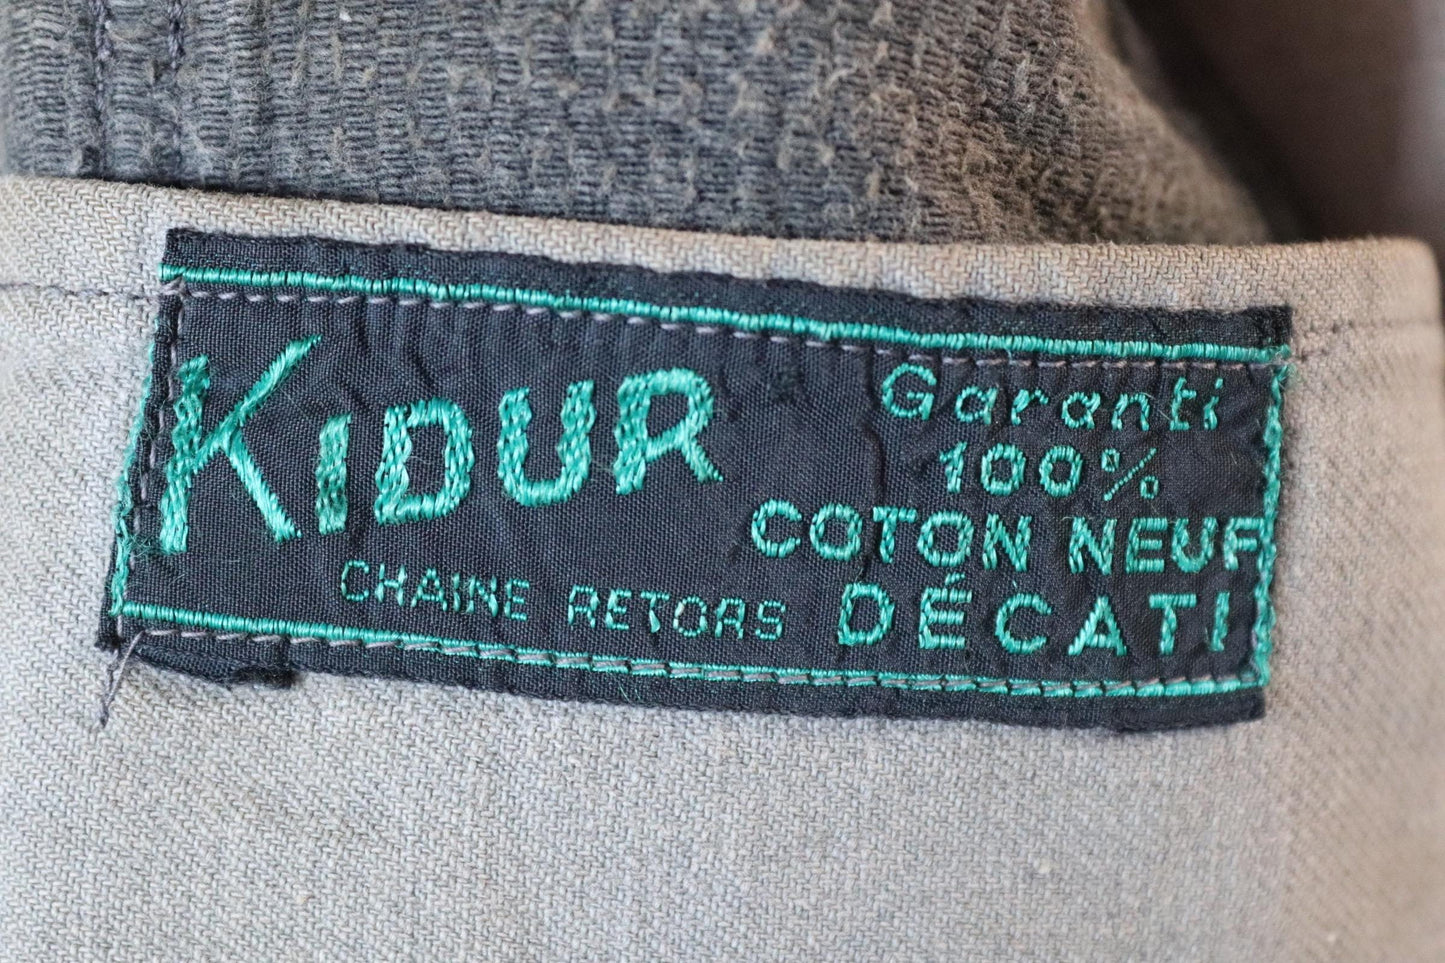 KIDUR
CHAINE RETORS
Garanti
100%
COTON NEUF
DÉCATI